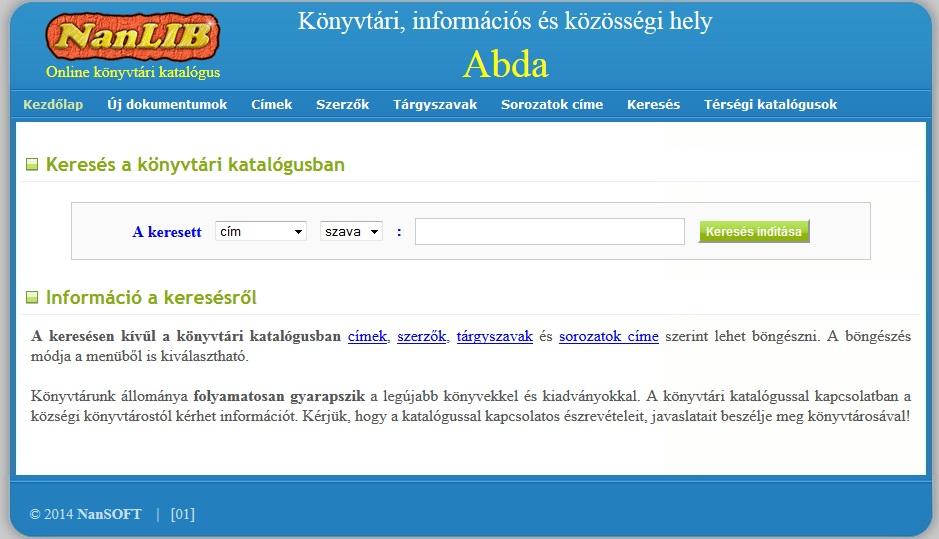 NanLIB
Online könyvtári katalógus
Könyvtári, információs és közösségi hely
Abda
Kezdőlap Új dokumentumok Címek Szerzők Tárgyszavak Sorozatok címe Keresés Térségi katalógusok
Keresés a könyvtári katalógusban
A keresett cím szava : Keresés indítása
Információ a keresésről
A keresésen kívűl a könyvtári katalógusban címek, szerzők, tárgyszavak és sorozatok címe szerint lehet böngészni. A böngészés
módja a menüből is kiválasztható.
Könyvtárunk állománya folyamatosan gyarapszik a legújabb könyvekkel és kiadványokkal. A könyvtári katalógussal kapcsolatban a
községi könyvtárostól kérhet információt. Kérjük, hogy a katalógussal kapcsolatos észrevételeit, javaslatait beszélje meg könyvtárosával!
© 2014 NanSOFT | [01]